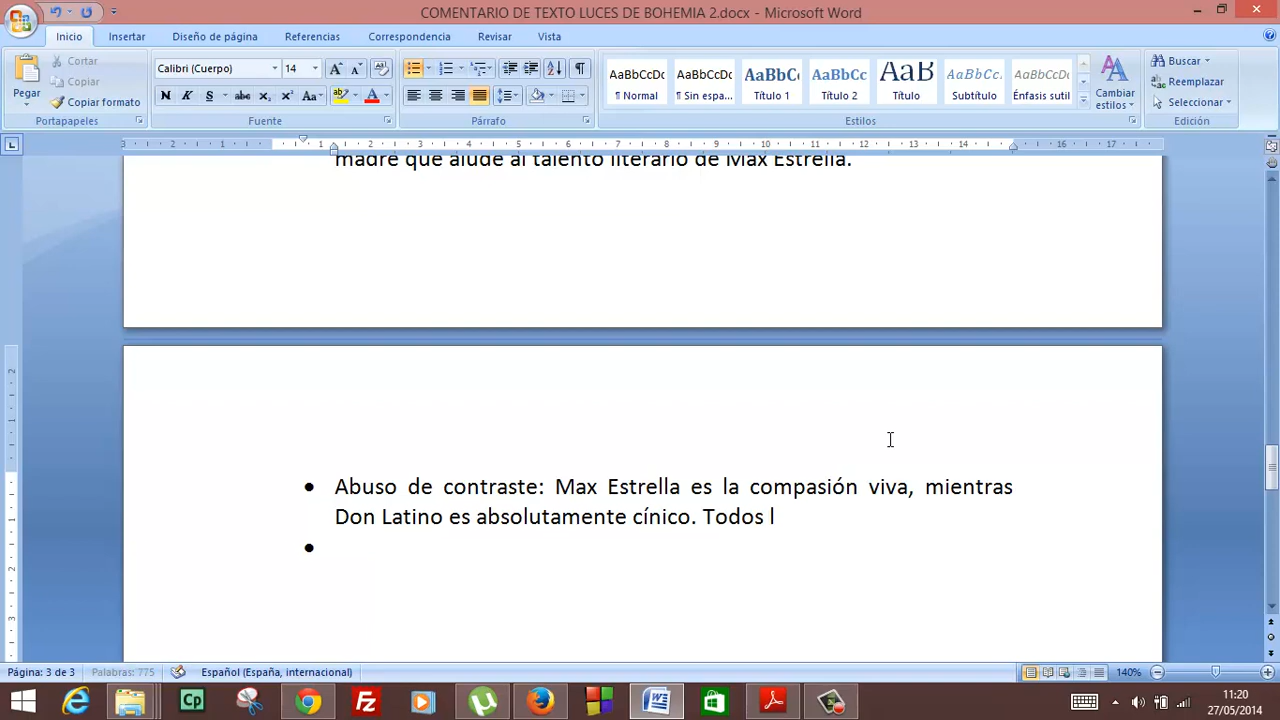 COMENTARIO DE TEXTO LUCES DE BOHEMIA 2.docx - Microsoft Word
Inicio Insertar Diseño de página Referencias Correspondencia Revisar Vista
Cortar
Copiar
Copiar formato
Pegar
Portapapeles
Calibri (Cuerpo) 14
Fuente
Párrafo
AaBbCcDc AaBbCcDc AaBbC( AaBbCc AaB AaBbCc. AaBbCcDc
¶ Normal ¶ Sin espa... Título 1 Título 2 Título Subtítulo Énfasis sutil
Cambiar estilos
Estilos
Buscar
Reemplazar
Seleccionar
Edición
madre que alude al talento literario de Max Estrella.
• Abuso de contraste: Max Estrella es la compasión viva, mientras
Don Latino es absolutamente cínico. Todos l
•
Página: 3 de 3 Palabras: 775 Español (España, internacional) 140%
11:20
27/05/2014